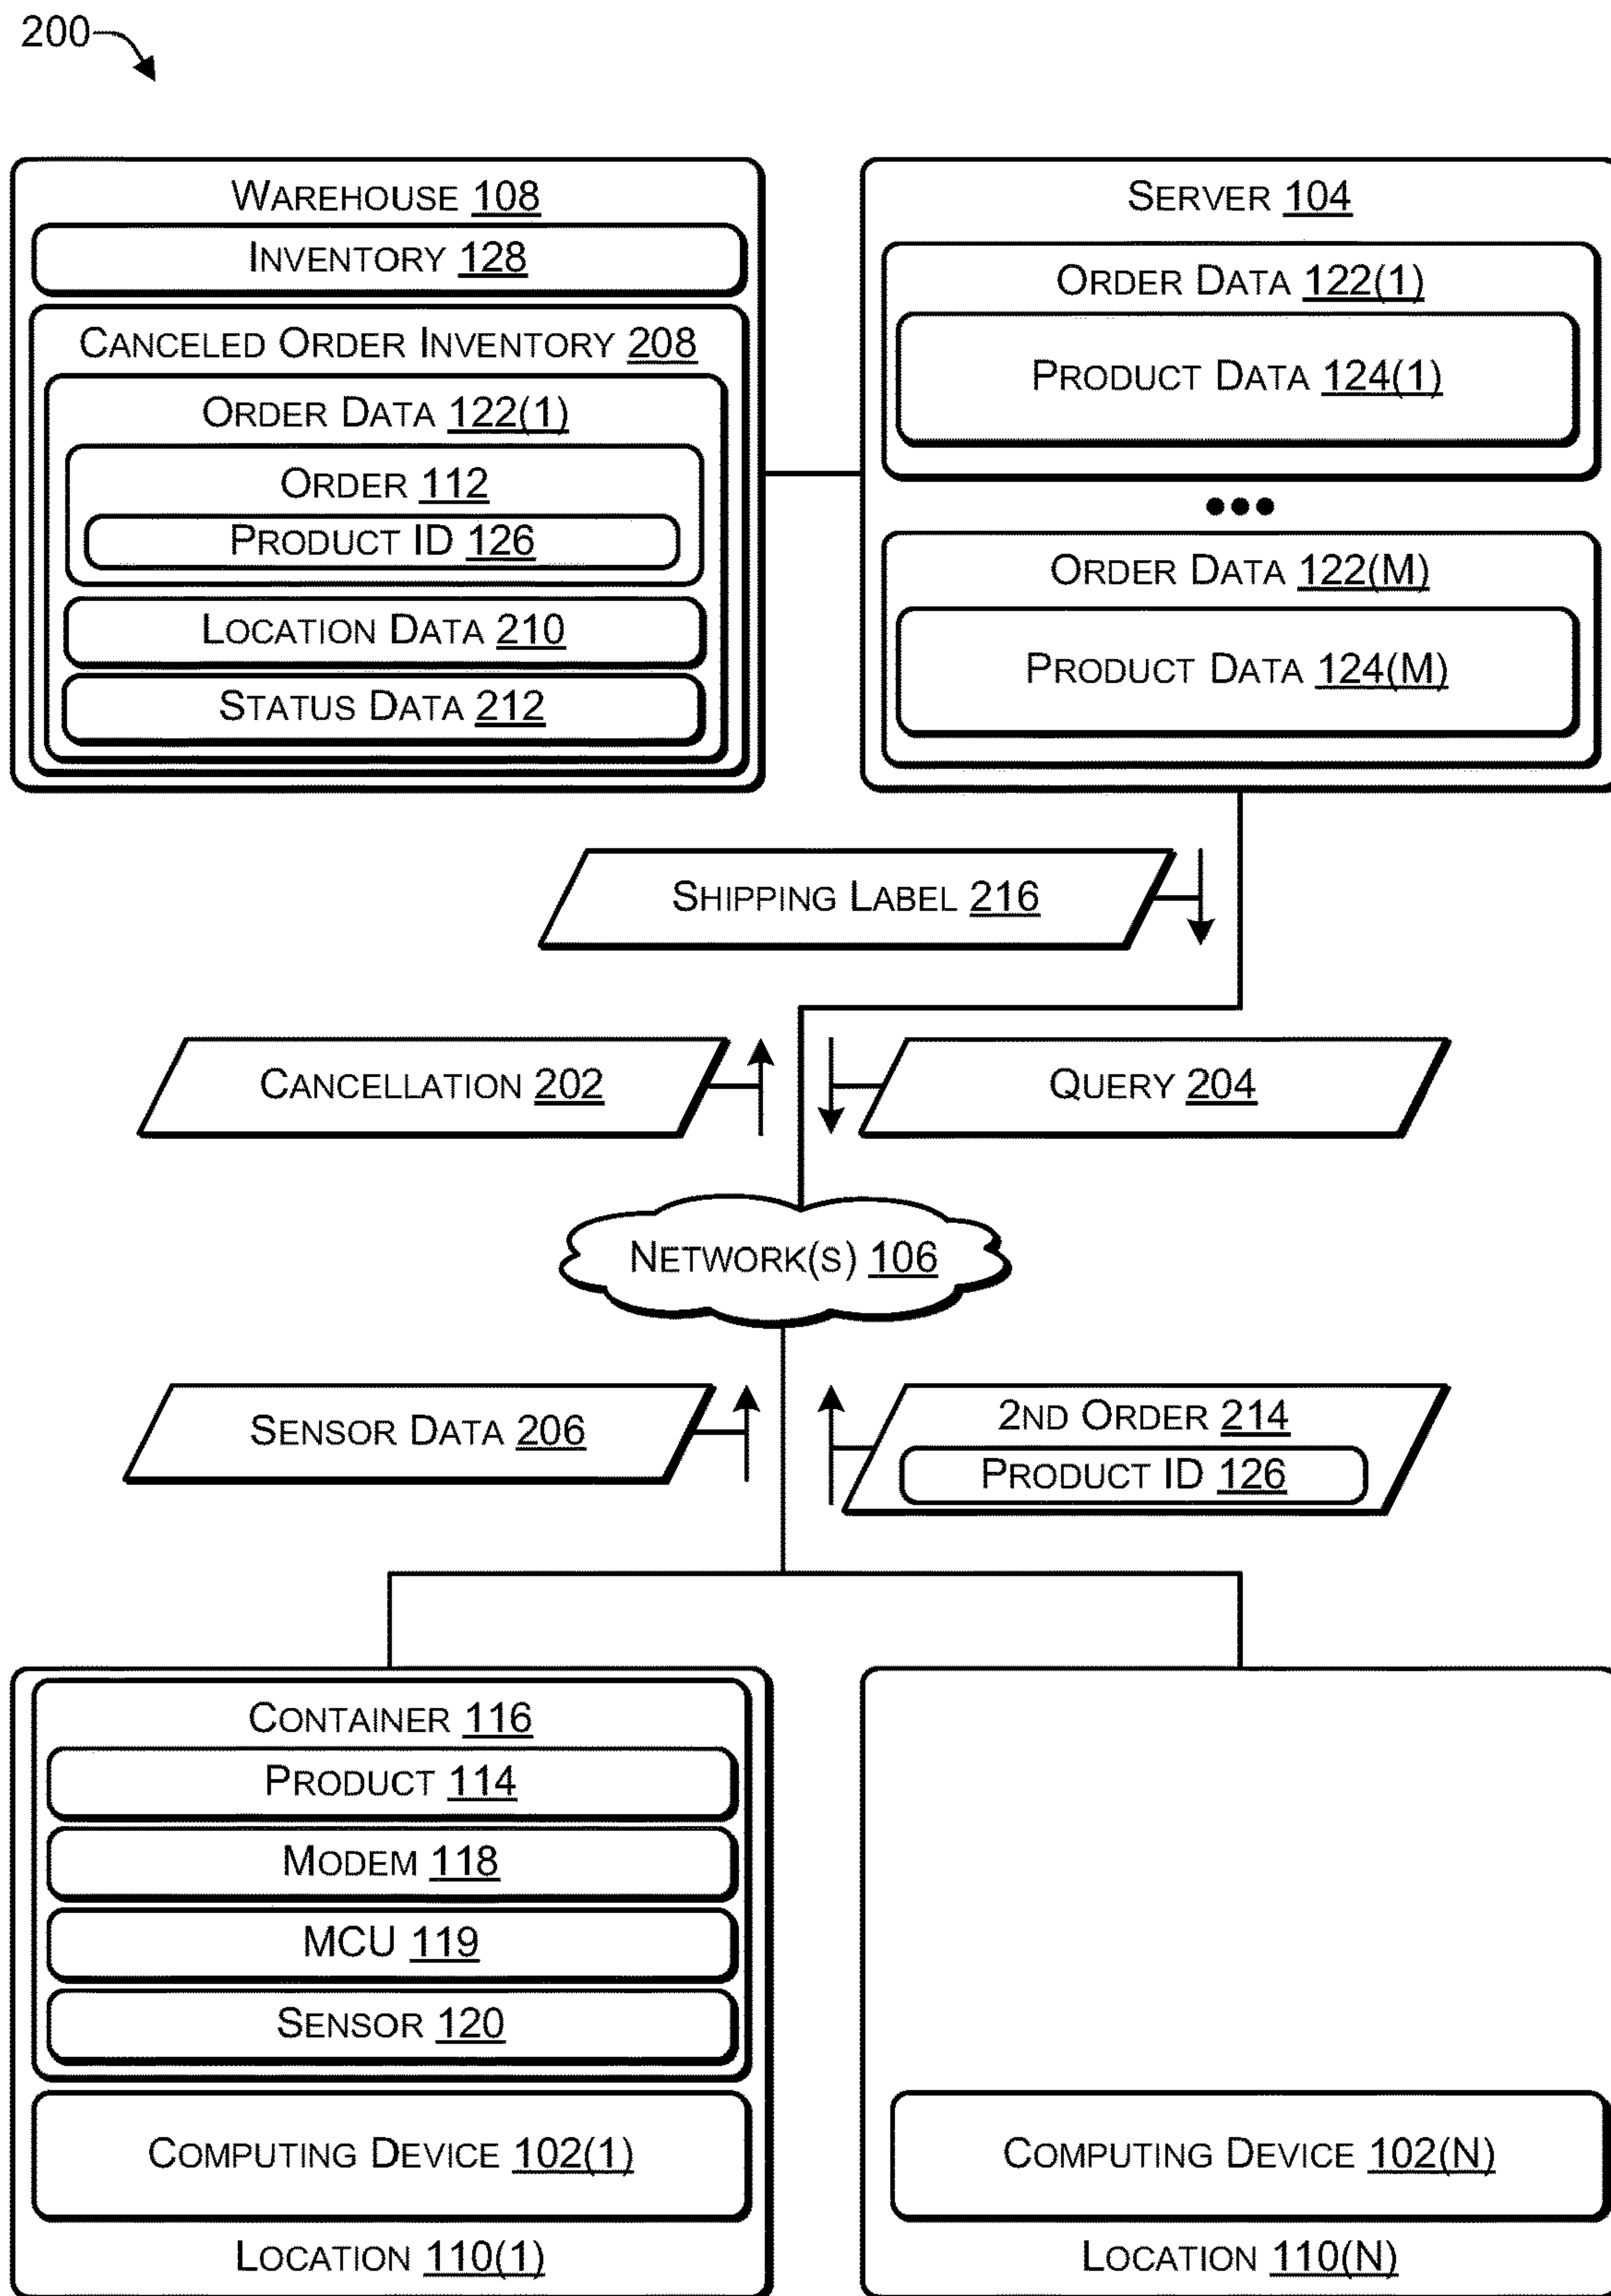 200
WAREHOUSE 108
INVENTORY 128
CANCELED ORDER INVENTORY 208
ORDER DATA 122(1)
ORDER 112
PRODUCT ID 126
LOCATION DATA 210
STATUS DATA 212
SERVER 104
ORDER DATA 122(1)
PRODUCT DATA 124(1)
ORDER DATA 122(M)
PRODUCT DATA 124(M)
SHIPPING LABEL 216
CANCELLATION 202
QUERY 204
NETWORK(S) 106
SENSOR DATA 206
2ND ORDER 214
PRODUCT ID 126
CONTAINER 116
PRODUCT 114
MODEM 118
MCU 119
SENSOR 120
COMPUTING DEVICE 102(1)
LOCATION 110(1)
COMPUTING DEVICE 102(N)
LOCATION 110(N)